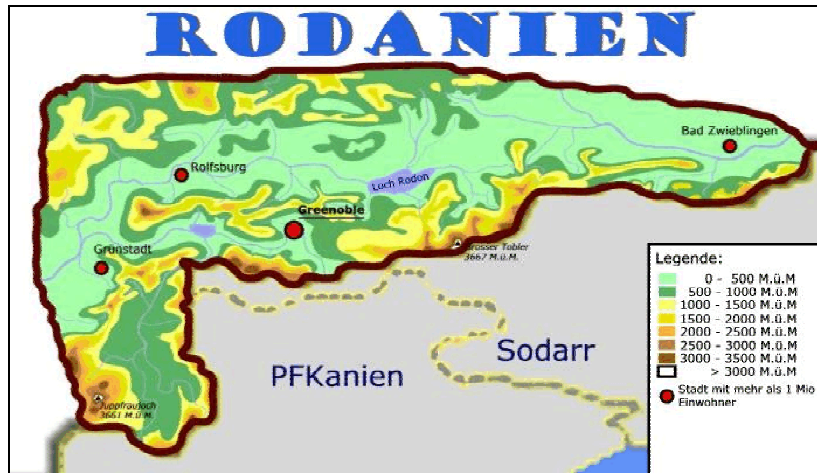 RODANIEN
Bad Zwieblingen
Rolfsburg
Loch Rodon
Greenoble
Grünstadt
Grosser Tobler
3667 M.ü.M.
Legende:
0 - 500 M.ü.M
500 - 1000 M.ü.M
1000 - 1500 M.ü.M
1500 - 2000 M.ü.M
2000 - 2500 M.ü.M
2500 - 3000 M.ü.M
3000 - 3500 M.ü.M
> 3000 M.ü.M
Stadt mit mehr als 1 Mio
Einwohner
Sodarr
PFKanien
3661 M.ü.M.